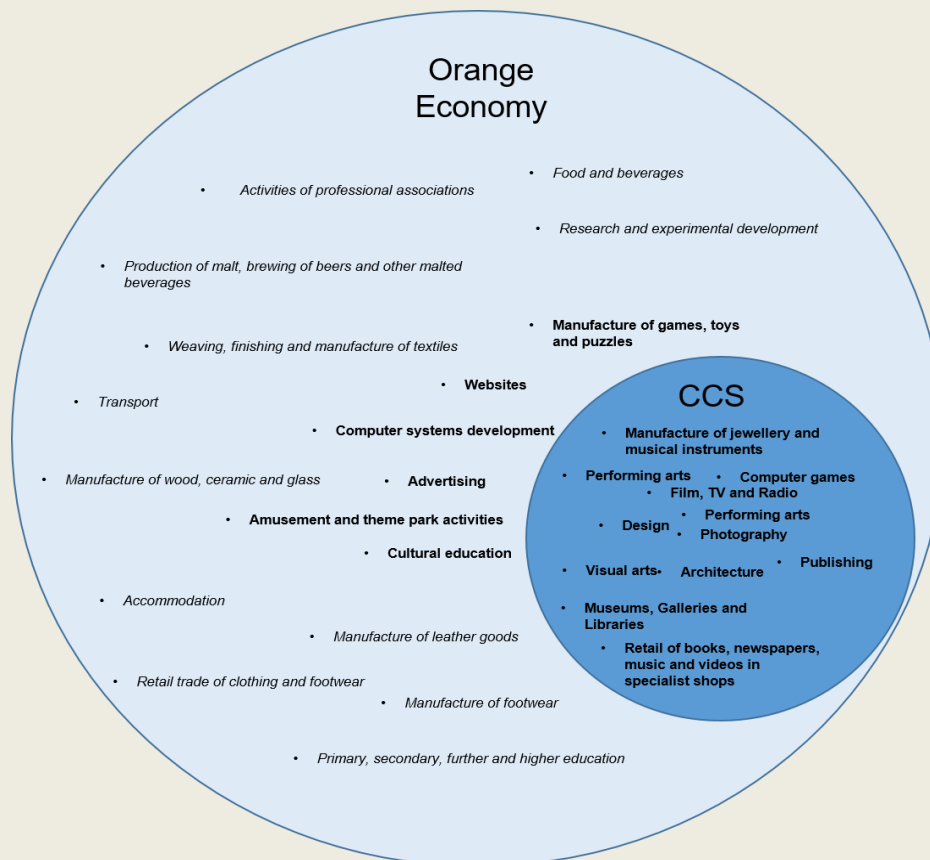 Orange
Economy
• Food and beverages
• Activities of professional associations
• Research and experimental development
• Production of malt, brewing of beers and other malted
beverages
• Manufacture of games, toys
and puzzles
• Weaving, finishing and manufacture of textiles
• Websites
CCS
• Transport
• Computer systems development
• Manufacture of jewellery and
musical instruments
• Manufacture of wood, ceramic and glass
• Advertising
• Performing arts
• Computer games
• Film, TV and Radio
• Amusement and theme park activities
• Performing arts
• Design
• Photography
• Cultural education
• Publishing
• Visual arts
• Architecture
• Accommodation
• Museums, Galleries and
Libraries
• Manufacture of leather goods
• Retail of books, newspapers,
music and videos in
specialist shops
• Retail trade of clothing and footwear
• Manufacture of footwear
• Primary, secondary, further and higher education